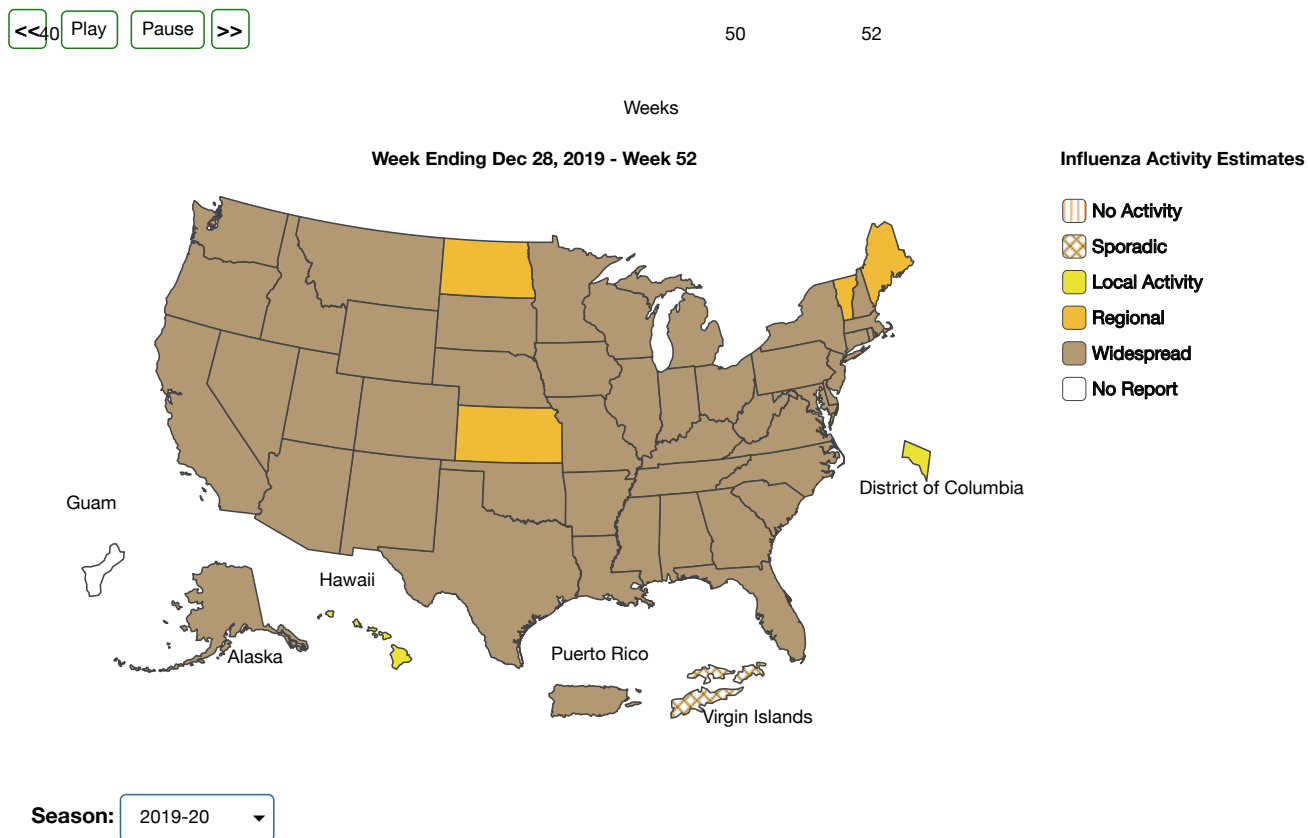 << 40 Play Pause >> 50 52
Weeks
Week Ending Dec 28, 2019 - Week 52
Influenza Activity Estimates
No Activity
Sporadic
Local Activity
Regional
Widespread
No Report
District of Columbia
Guam
Hawaii
Alaska
Puerto Rico
Virgin Islands
Season: 2019-20